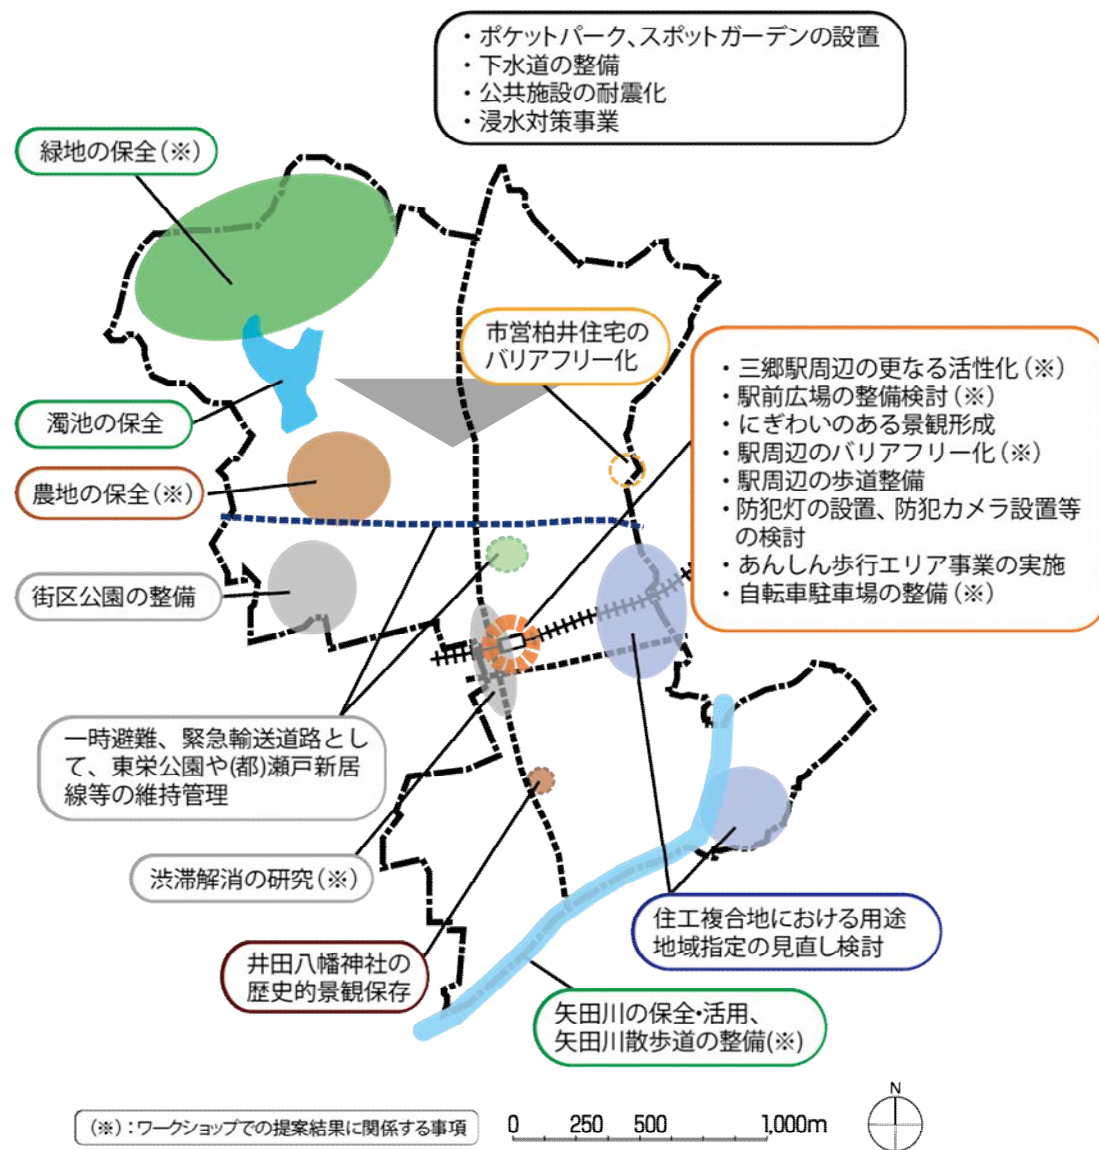 ・ポケットパーク、スポットガーデンの設置
・下水道の整備
・公共施設の耐震化
・浸水対策事業
緑地の保全(※)
市営柏井住宅の
バリアフリー化
・三郷駅周辺の更なる活性化(※)
・駅前広場の整備検討(※)
・にぎわいのある景観形成
・駅周辺のバリアフリー化(※)
・駅周辺の歩道整備
・防犯灯の設置、防犯カメラ設置等
の検討
・あんしん歩行エリア事業の実施
・自転車駐車場の整備(※)
濁池の保全
農地の保全(※)
街区公園の整備
一時避難、緊急輸送道路とし
て、東栄公園や(都)瀬戸新居
線等の維持管理
渋滞解消の研究(※)
井田八幡神社の
歴史的景観保存
住工複合地における用途
地域指定の見直し検討
矢田川の保全・活用、
矢田川散歩道の整備(※)
(※):ワークショップでの提案結果に関係する事項
0 250 500 1,000m
N